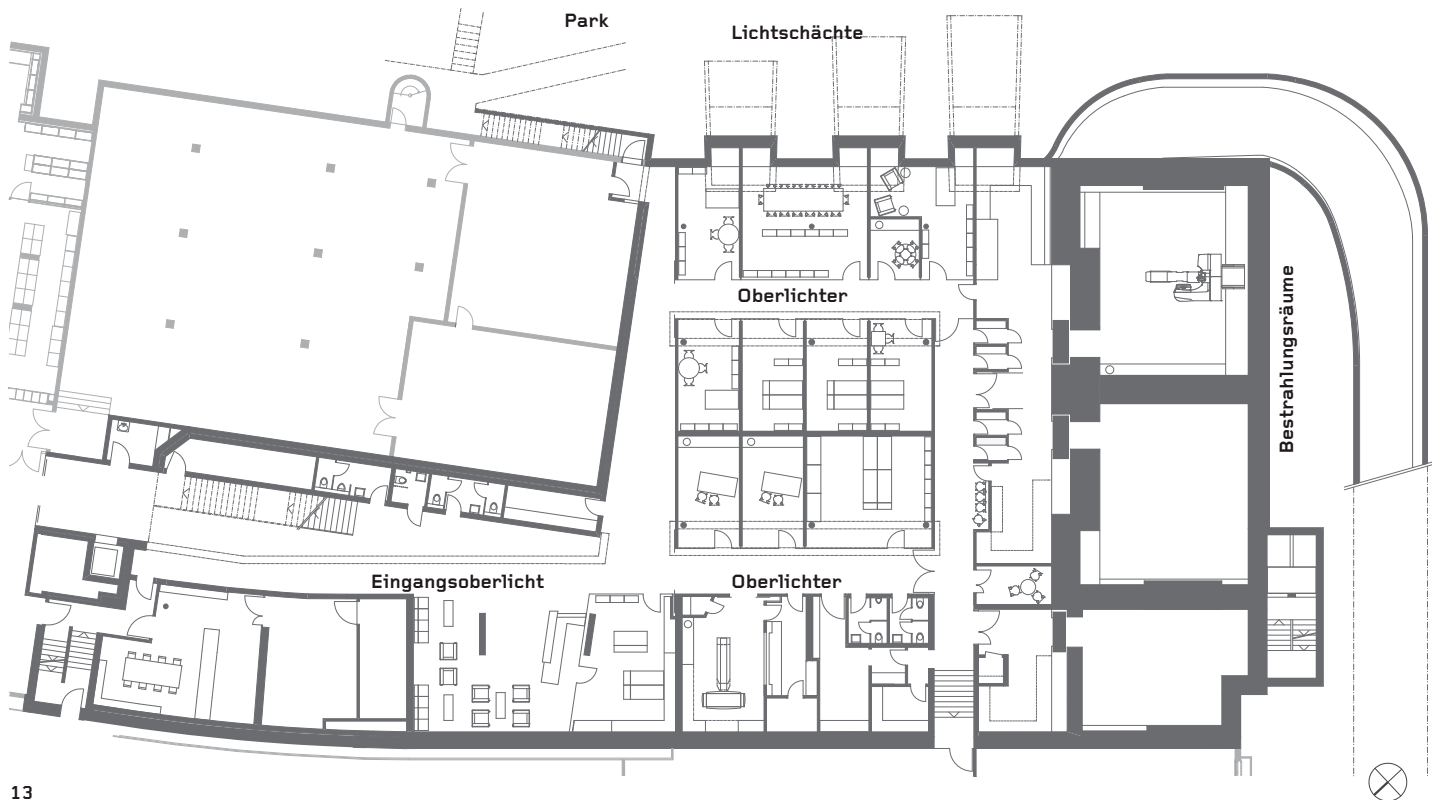 Park
Lichtschächte
Oberlichter
Bestrahlungsräume
Eingangsoberlicht
Oberlichter
13